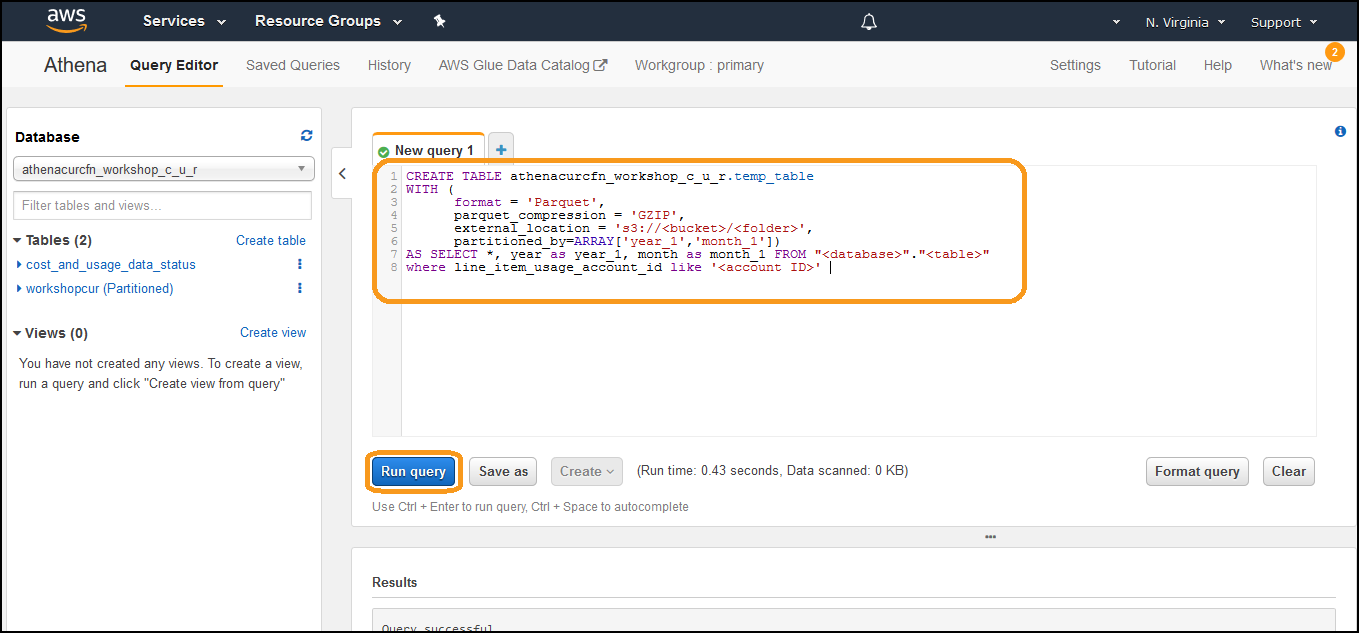 aws Services Resource Groups N. Virginia Support
2
Athena Query Editor Saved Queries History AWS Glue Data Catalog Workgroup : primary Settings Tutorial Help What's new
Database
athenacurcfn_workshop_c_u_r
Filter tables and views...
Tables (2) Create table
cost_and_usage_data_status
workshopcur (Partitioned)
Views (0) Create view
You have not created any views. To create a view,
run a query and click "Create view from query"
New query 1
1 CREATE TABLE athenacurcfn_workshop_c_u_r.temp_table
2 WITH (
3 format = 'Parquet',
4 parquet_compression = 'GZIP',
5 external_location = 's3://<bucket>/<folder>',
6 partitioned_by=ARRAY['year_1','month_1'])
7 AS SELECT *, year as year_1, month as month_1 FROM "<database>"."<table>"
8 where line_item_usage_account_id like '<account ID>'
Run query Save as Create (Run time: 0.43 seconds, Data scanned: 0 KB) Format query Clear
Use Ctrl + Enter to run query, Ctrl + Space to autocomplete
Results
Query successful